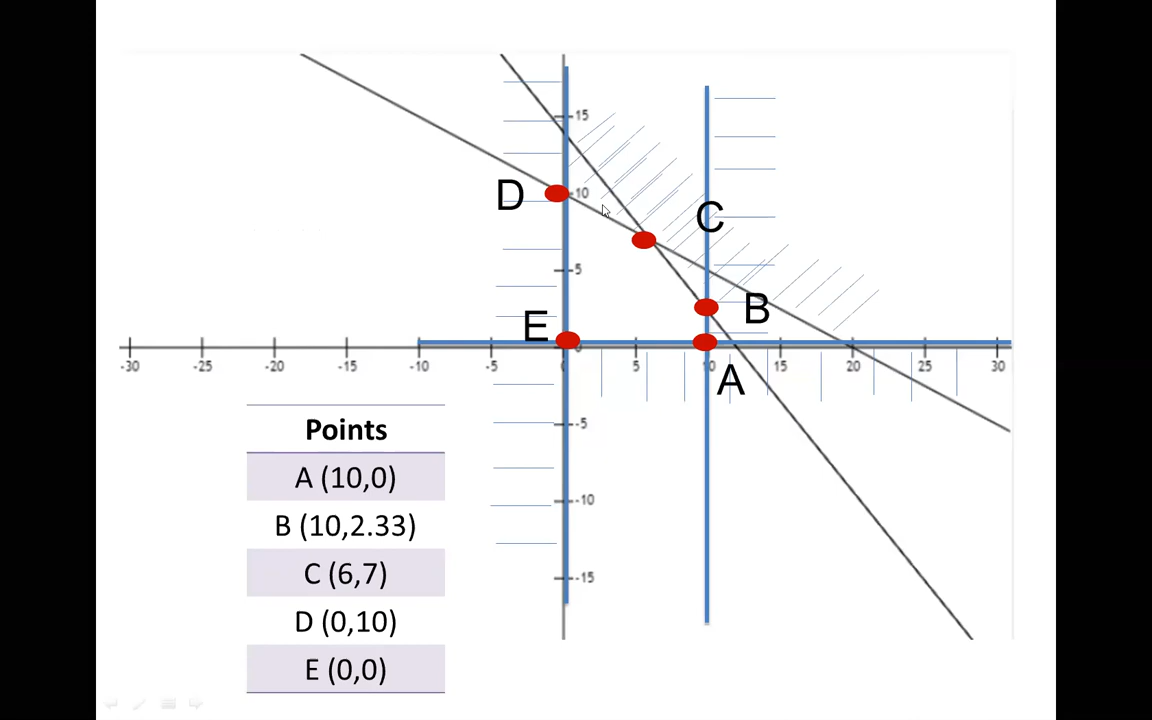 15
D
10
C
5
B
E
0
-30 -25 -20 -15 -10 -5 5 10 15 20 25 30
A
-5
Points
A (10,0)
-10
B (10,2.33)
C (6,7)
-15
D (0,10)
E (0,0)